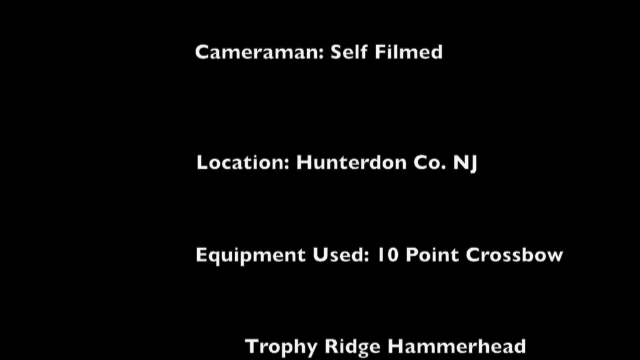 Cameraman: Self Filmed
Location: Hunterdon Co. NJ
Equipment Used: 10 Point Crossbow
Trophy Ridge Hammerhead